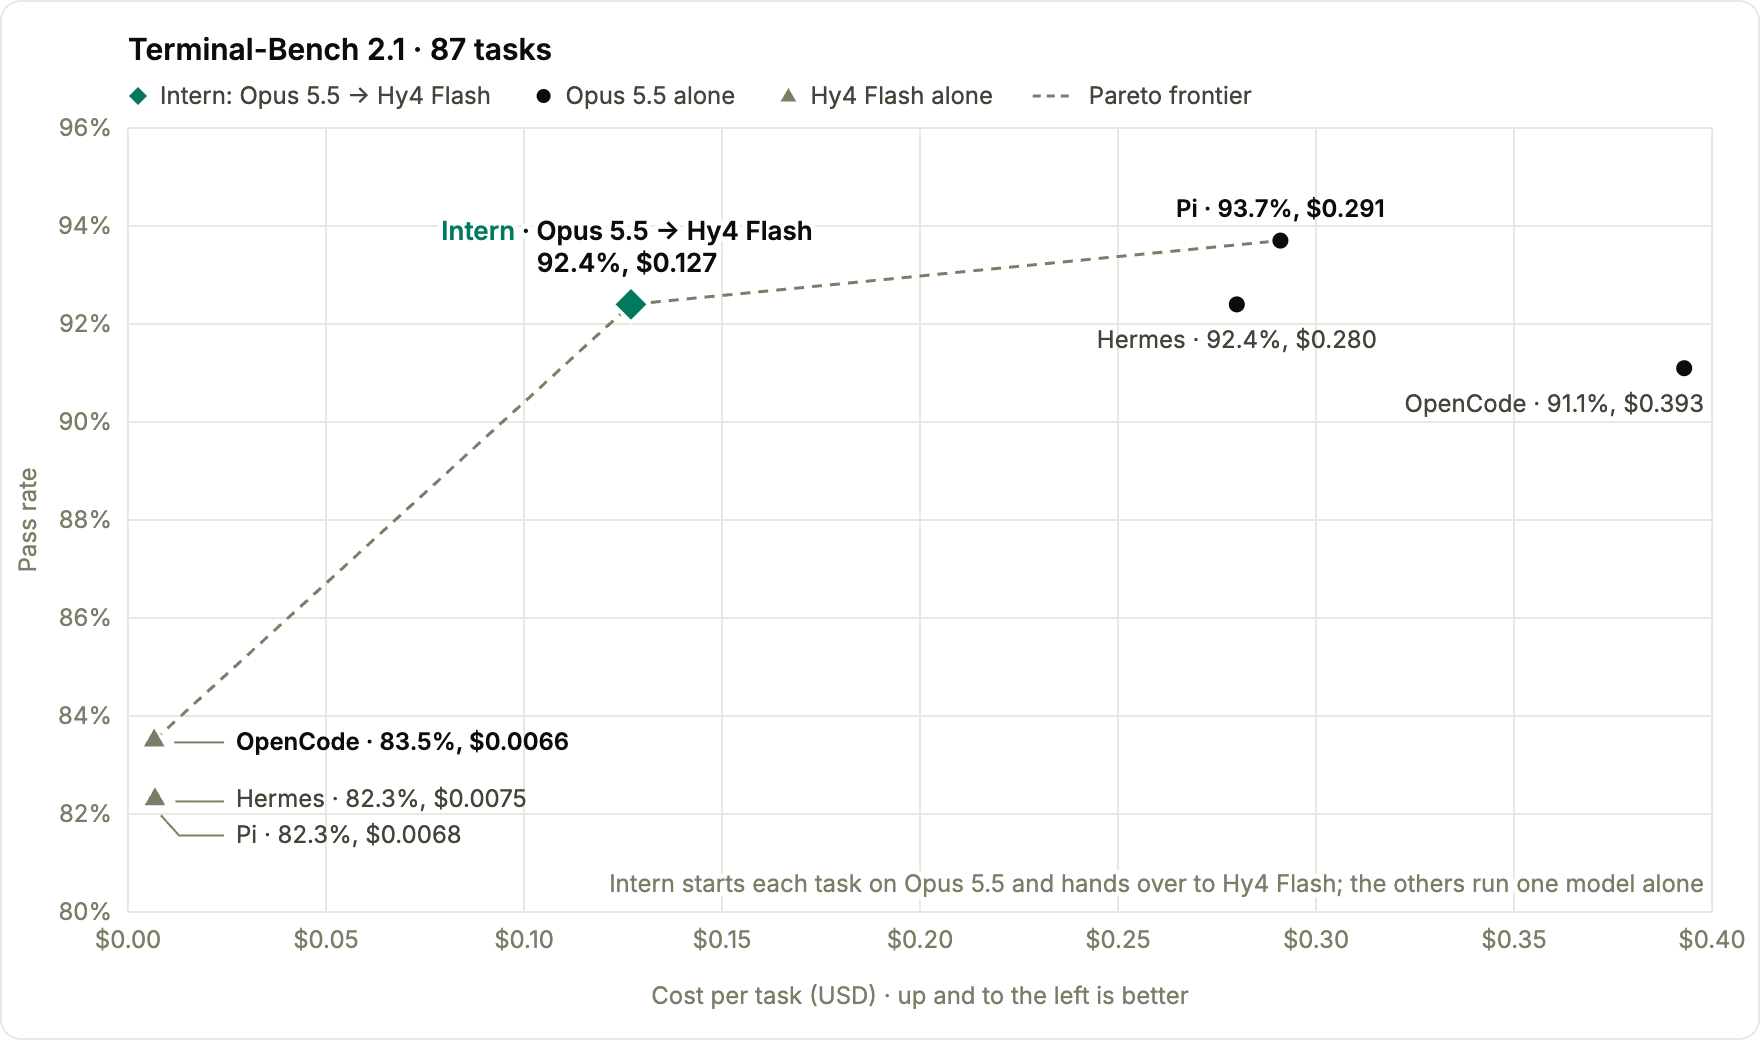 Terminal-Bench 2.1 · 87 tasks
Intern: Opus 5.5 → Hy4 Flash
Opus 5.5 alone
Hy4 Flash alone
Pareto frontier
96%
94%
92%
90%
88%
86%
84%
82%
80%
Pass rate
Intern · Opus 5.5 → Hy4 Flash
92.4%, $0.127
Pi · 93.7%, $0.291
Hermes · 92.4%, $0.280
OpenCode · 91.1%, $0.393
OpenCode · 83.5%, $0.0066
Hermes · 82.3%, $0.0075
Pi · 82.3%, $0.0068
Intern starts each task on Opus 5.5 and hands over to Hy4 Flash; the others run one model alone
$0.00
$0.05
$0.10
$0.15
$0.20
$0.25
$0.30
$0.35
$0.40
Cost per task (USD) · up and to the left is better